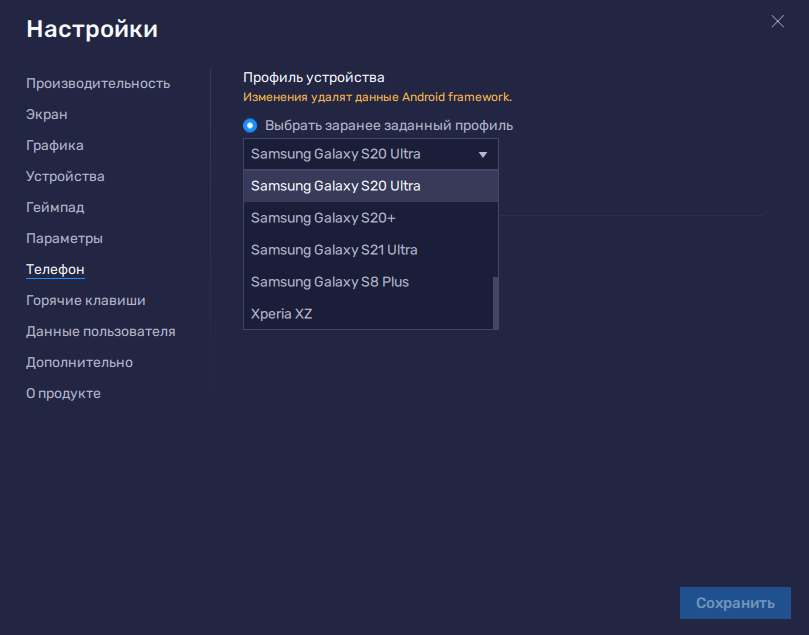 Настройки
Производительность
Экран
Графика
Устройства
Геймпад
Параметры
Телефон
Горячие клавиши
Данные пользователя
Дополнительно
О продукте
Профиль устройства
Изменения удалят данные Android framework.
Выбрать заранее заданный профиль
Samsung Galaxy S20 Ultra
Samsung Galaxy S20 Ultra
Samsung Galaxy S20+
Samsung Galaxy S21 Ultra
Samsung Galaxy S8 Plus
Xperia XZ
Сохранить